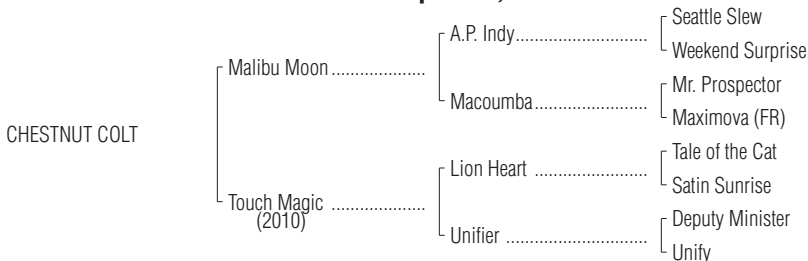 Seattle Slew
A.P. Indy
Weekend Surprise
Malibu Moon
Mr. Prospector
Macoumba
Maximova (FR)
CHESTNUT COLT
Tale of the Cat
Lion Heart
Satin Sunrise
Touch Magic
(2010)
Deputy Minister
Unifier
Unify